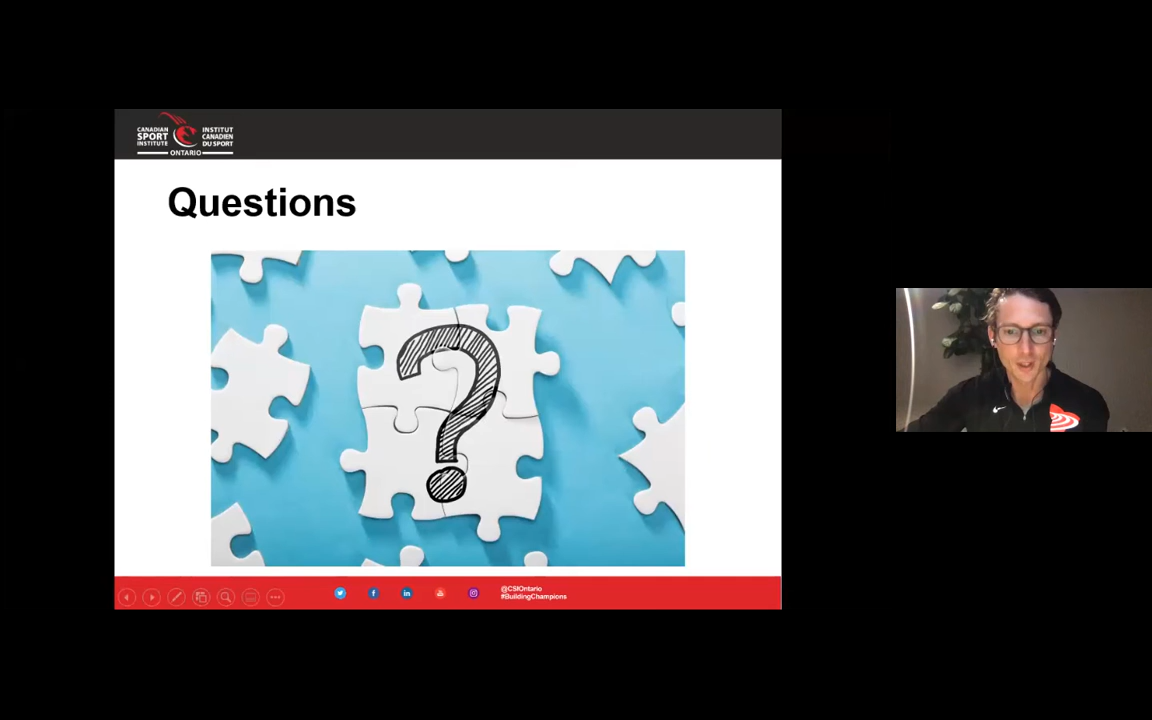 CANADIAN
SPORT
INSTITUTE
INSTITUT
CANADIEN
DU SPORT
ONTARIO
Questions
?
@CSIOntario
#BuildingChampions